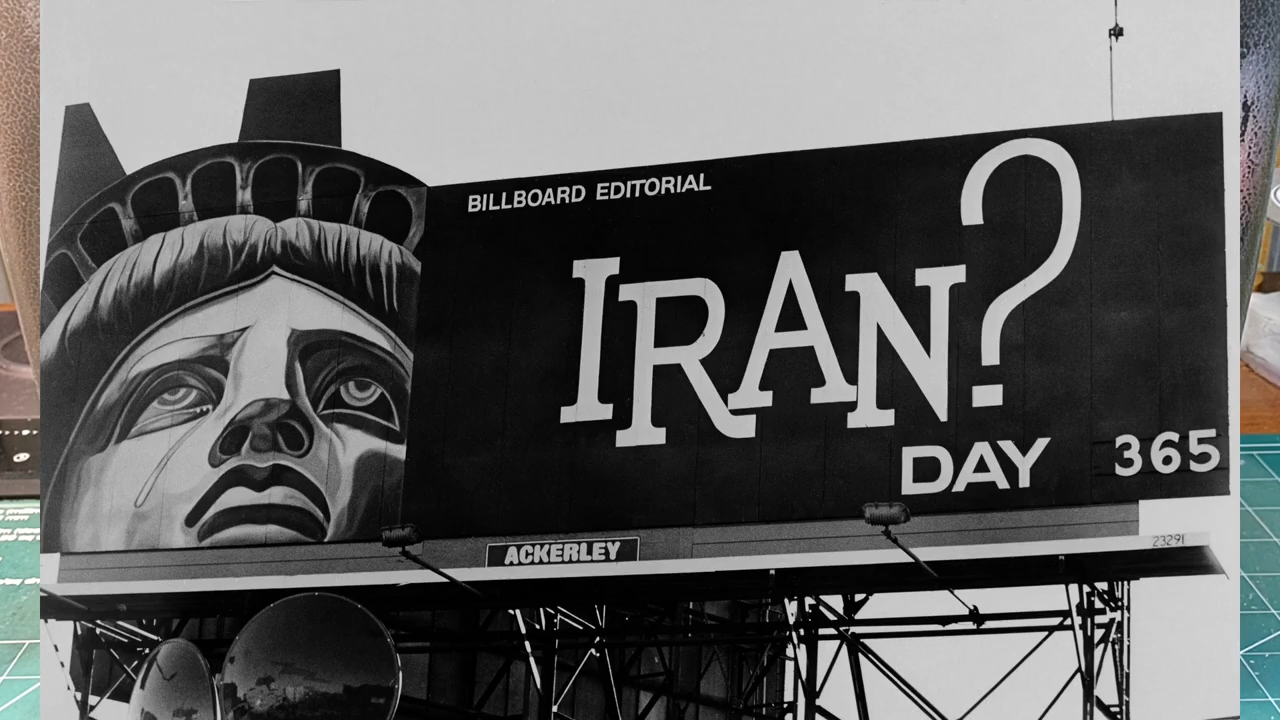 BILLBOARD EDITORIAL
IRAN?
DAY 365
ACKERLEY
23291